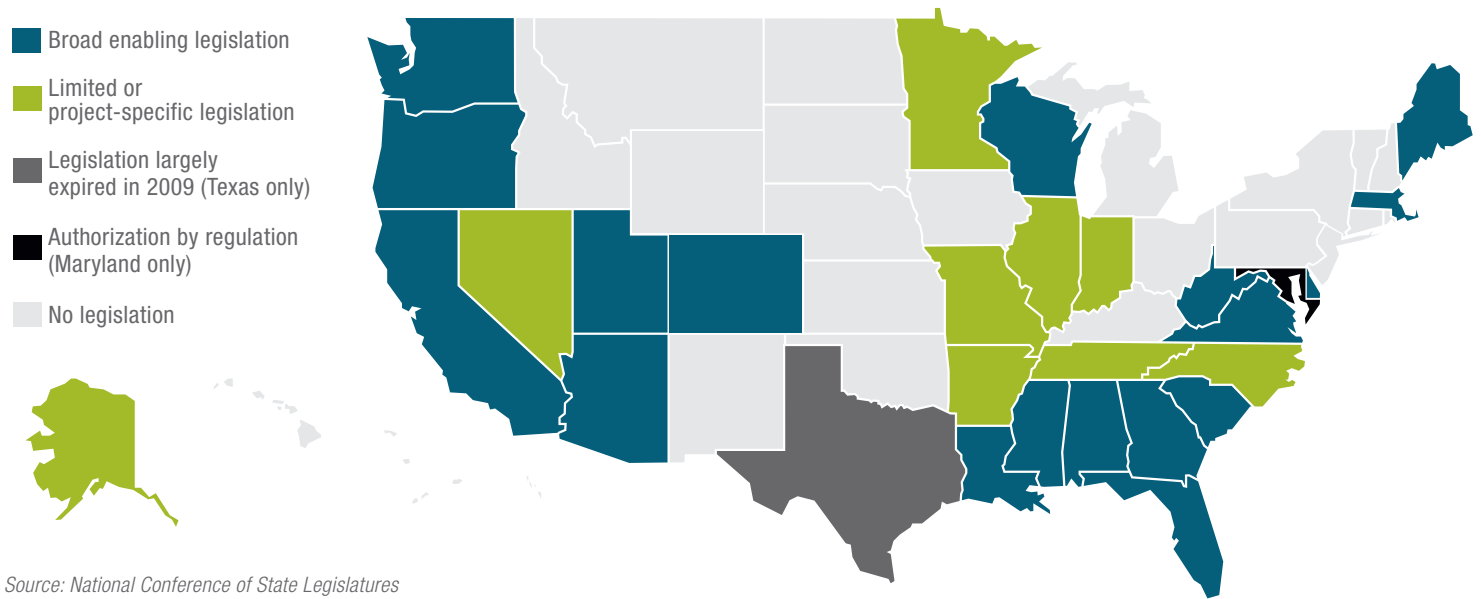 Broad enabling legislation
Limited or
project-specific legislation
Legislation largely
expired in 2009 (Texas only)
Authorization by regulation
(Maryland only)
No legislation
Source: National Conference of State Legislatures